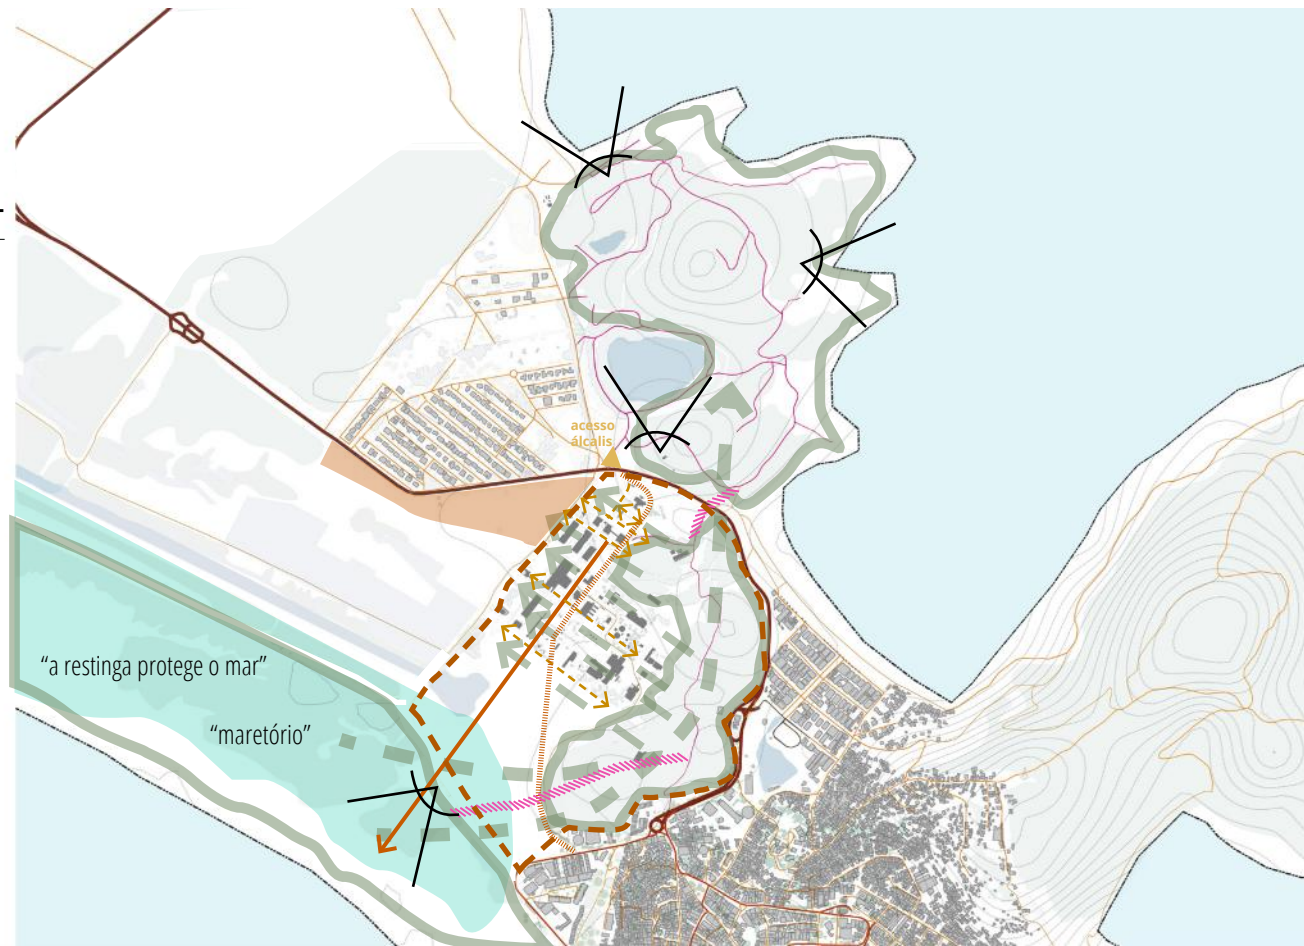 acesso
álcalis
“a restinga protege o mar”
“maretório”